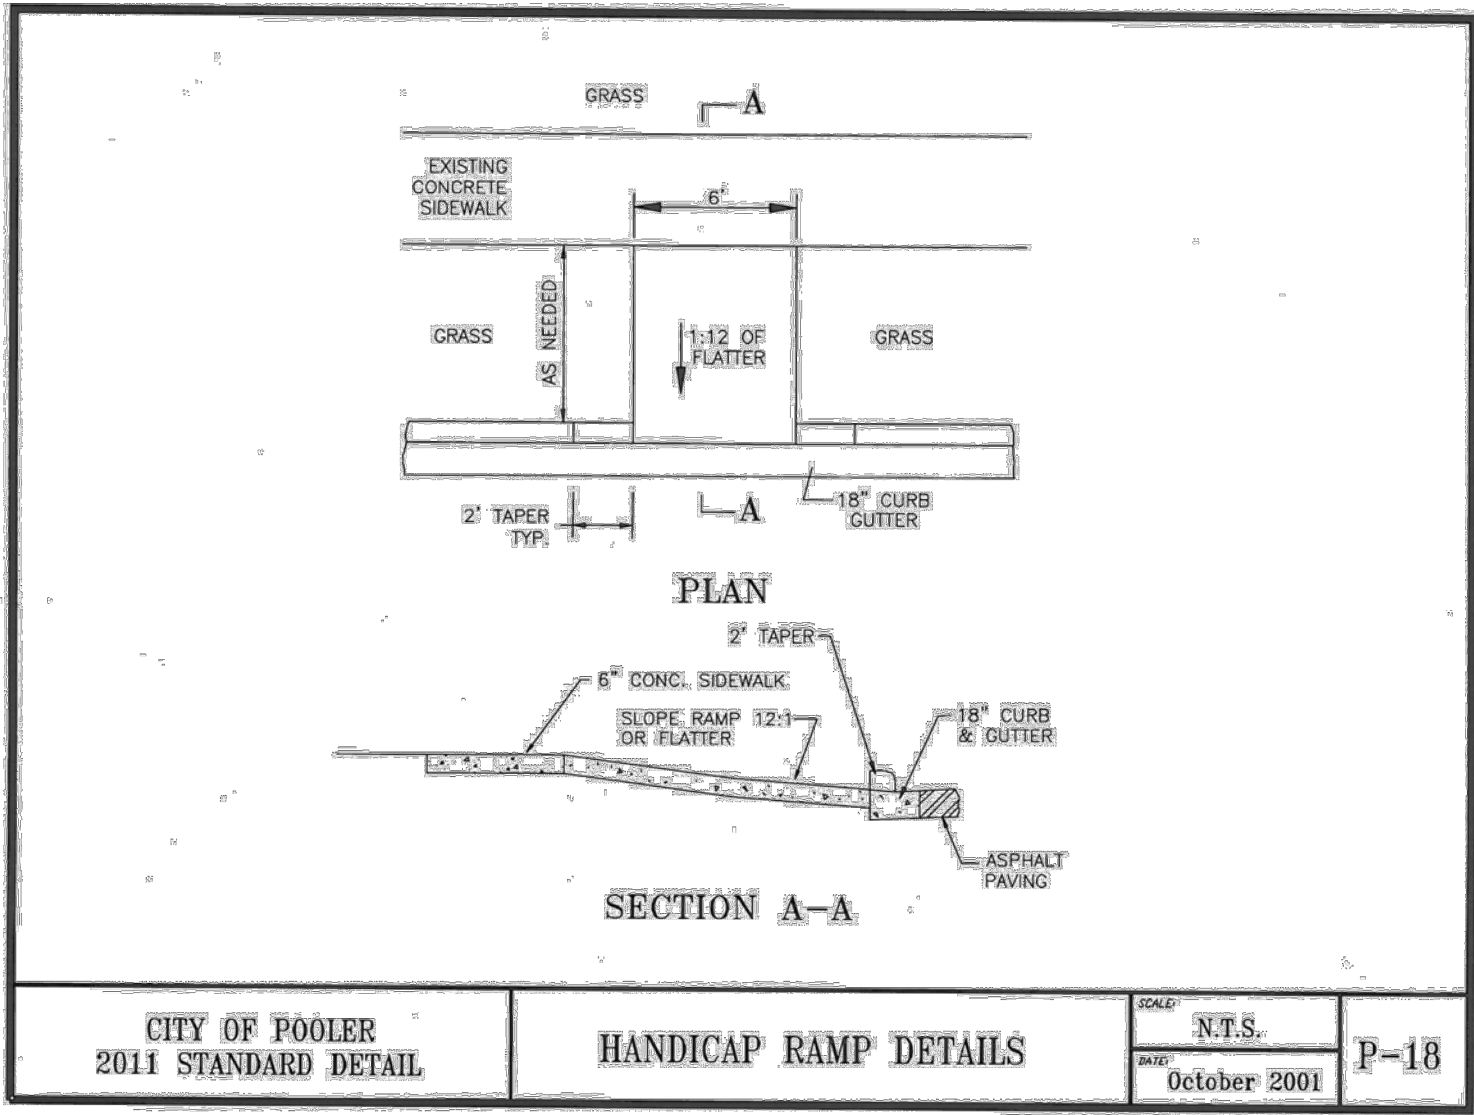 GRASS
A
EXISTING
CONCRETE
SIDEWALK
6'
AS NEEDED
GRASS
1:12 OF
FLATTER
GRASS
2' TAPER
TYP.
A
18" CURB
GUTTER
PLAN
2' TAPER
6" CONC. SIDEWALK
SLOPE RAMP 12:1
OR FLATTER
18" CURB
& GUTTER
ASPHALT
PAVING
SECTION A-A
CITY OF POOLER
2011 STANDARD DETAIL
HANDICAP RAMP DETAILS
SCALE:
N.T.S.
DATE:
October 2001
P-18